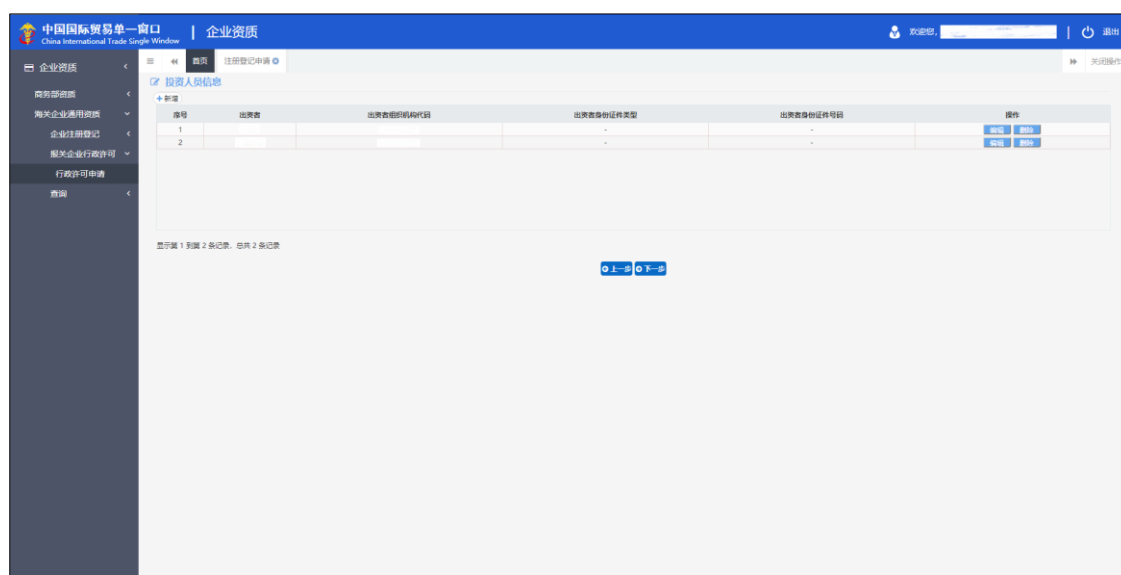 中国国际贸易单一窗口 | 企业资质
China International Trade Single Window
欢迎您, | 退出
企业资质
商务部资质
海关企业通用资质
企业注册登记
报关企业行政许可
行政许可申请
查询
首页 注册登记申请 关闭操作
投资人员信息
+新增
序号 出资者 出资者组织机构代码 出资者身份证件类型 出资者身份证件号码 操作
1 - - 编辑 删除
2 - - 编辑 删除
显示第 1 到第 2 条记录，总共 2 条记录
上一步 下一步